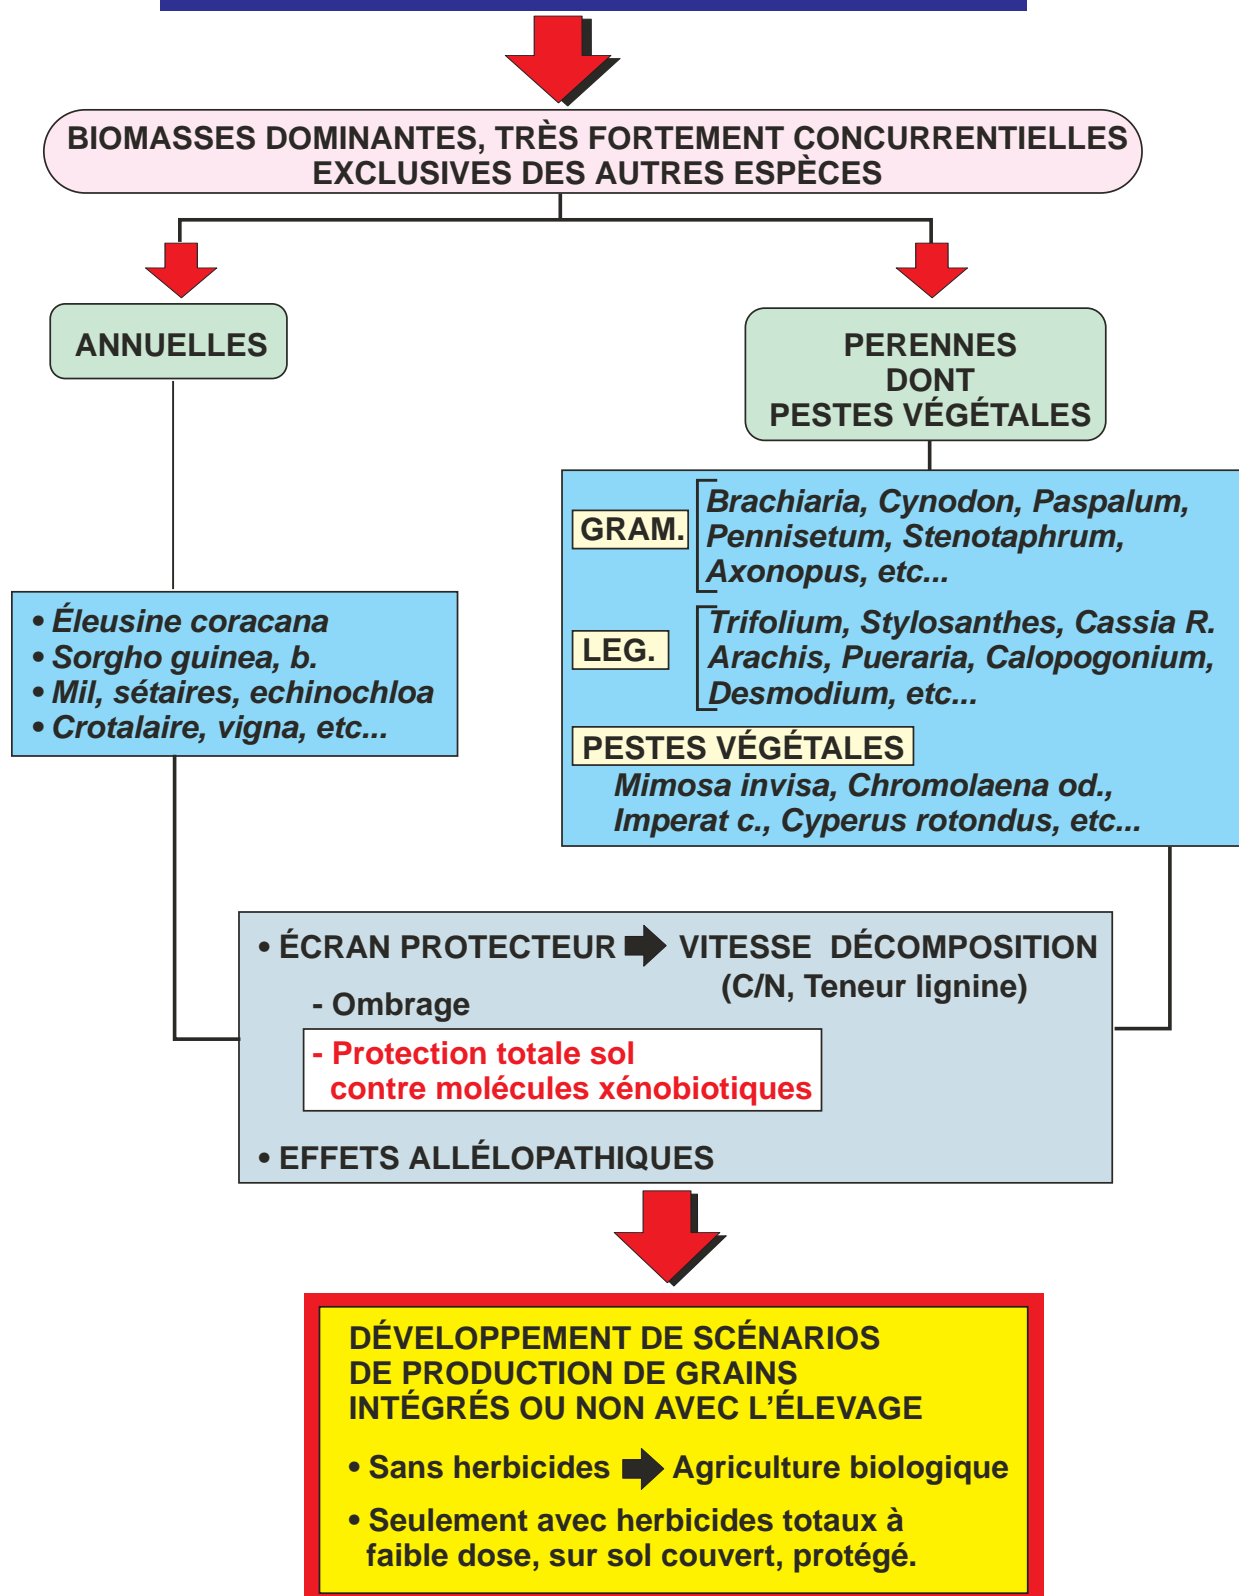 BIOMASSES DOMINANTES, TRÈS FORTEMENT CONCURRENTIELLES
EXCLUSIVES DES AUTRES ESPÈCES
ANNUELLES
PERENNES
DONT
PESTES VÉGÉTALES
• Éleusine coracana
• Sorgho guinea, b.
• Mil, sétaires, echinochloa
• Crotalaire, vigna, etc...
GRAM.
Brachiaria, Cynodon, Paspalum,
Pennisetum, Stenotaphrum,
Axonopus, etc...
LEG.
Trifolium, Stylosanthes, Cassia R.
Arachis, Pueraria, Calopogonium,
Desmodium, etc...
PESTES VÉGÉTALES
Mimosa invisa, Chromolaena od.,
Imperat c., Cyperus rotondus, etc...
• ÉCRAN PROTECTEUR VITESSE DÉCOMPOSITION
(C/N, Teneur lignine)
- Ombrage
- Protection totale sol
contre molécules xénobiotiques
• EFFETS ALLÉLOPATHIQUES
DÉVELOPPEMENT DE SCÉNARIOS
DE PRODUCTION DE GRAINS
INTÉGRÉS OU NON AVEC L'ÉLEVAGE
• Sans herbicides Agriculture biologique
• Seulement avec herbicides totaux à
faible dose, sur sol couvert, protégé.